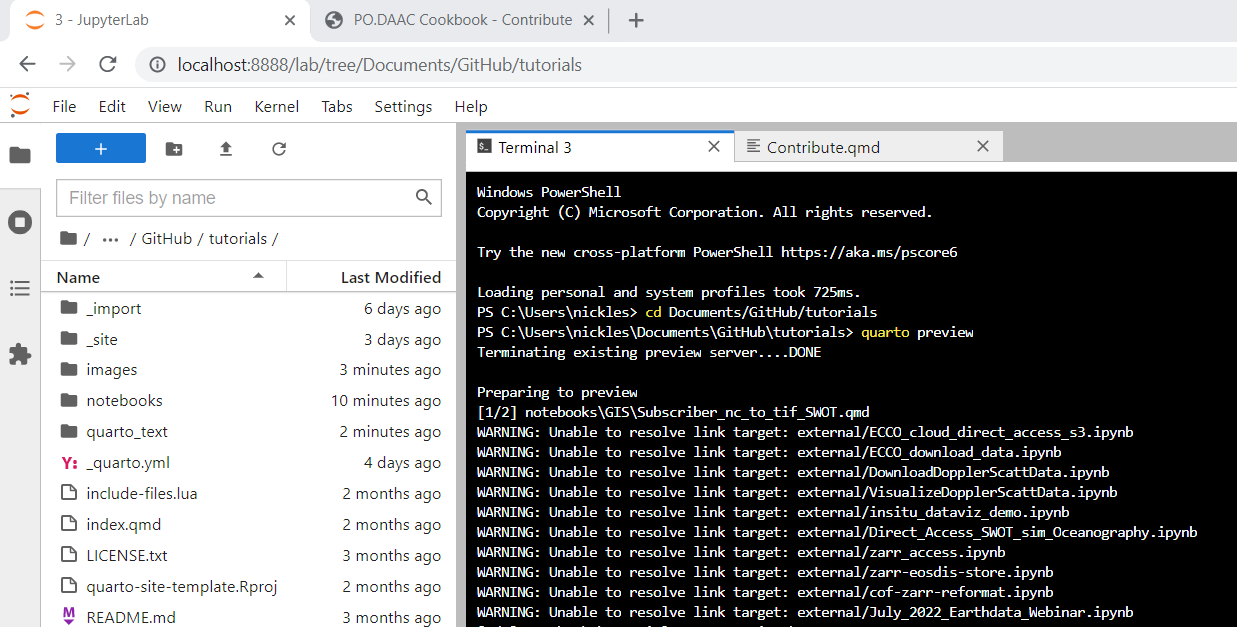 3 - JupyterLab
PO.DAAC Cookbook - Contribute
localhost:8888/lab/tree/Documents/GitHub/tutorials
File Edit View Run Kernel Tabs Settings Help
Filter files by name
/ ••• / GitHub / tutorials /
Name Last Modified
_import 6 days ago
_site 3 days ago
images 3 minutes ago
notebooks 10 minutes ago
quarto_text 2 minutes ago
Y: _quarto.yml 4 days ago
include-files.lua 2 months ago
index.qmd 2 months ago
LICENSE.txt 3 months ago
quarto-site-template.Rproj 2 months ago
M README.md 3 months ago
Terminal 3
Contribute.qmd
Windows PowerShell
Copyright (C) Microsoft Corporation. All rights reserved.
Try the new cross-platform PowerShell https://aka.ms/pscore6
Loading personal and system profiles took 725ms.
PS C:\Users\nickles> cd Documents/GitHub/tutorials
PS C:\Users\nickles\Documents\GitHub\tutorials> quarto preview
Terminating existing preview server....DONE
Preparing to preview
[1/2] notebooks\GIS\Subscriber_nc_to_tif_SWOT.qmd
WARNING: Unable to resolve link target: external/ECCO_cloud_direct_access_s3.ipynb
WARNING: Unable to resolve link target: external/ECCO_download_data.ipynb
WARNING: Unable to resolve link target: external/DownloadDopplerScattData.ipynb
WARNING: Unable to resolve link target: external/VisualizeDopplerScattData.ipynb
WARNING: Unable to resolve link target: external/insitu_dataviz_demo.ipynb
WARNING: Unable to resolve link target: external/Direct_Access_SWOT_sim_Oceanography.ipynb
WARNING: Unable to resolve link target: external/zarr_access.ipynb
WARNING: Unable to resolve link target: external/zarr-eosdis-store.ipynb
WARNING: Unable to resolve link target: external/cof-zarr-reformat.ipynb
WARNING: Unable to resolve link target: external/July_2022_Earthdata_Webinar.ipynb